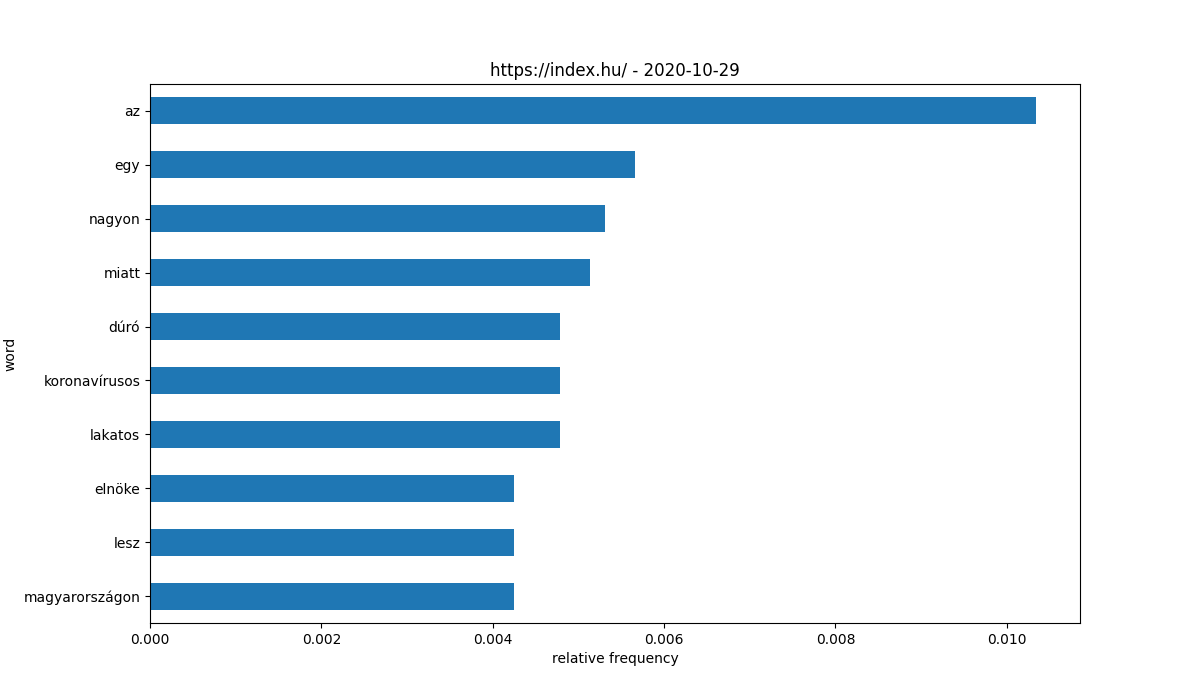 https://index.hu/ - 2020-10-29
az
egy
nagyon
miatt
dúró
koronavírusos
lakatos
elnöke
lesz
magyarországon
word
0.000 0.002 0.004 0.006 0.008 0.010
relative frequency